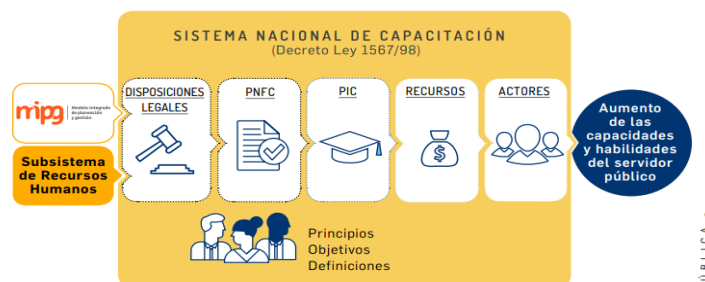 SISTEMA NACIONAL DE CAPACITACIÓN
(Decreto Ley 1567/98)
mipg
Modelo integrado
de planeación
y gestión
Subsistema
de Recursos
Humanos
DISPOSICIONES
LEGALES
PNFC
PIC
RECURSOS
$
ACTORES
Aumento
de las
capacidades
y habilidades
del servidor
público
Principios
Objetivos
Definiciones
ÚBLICA